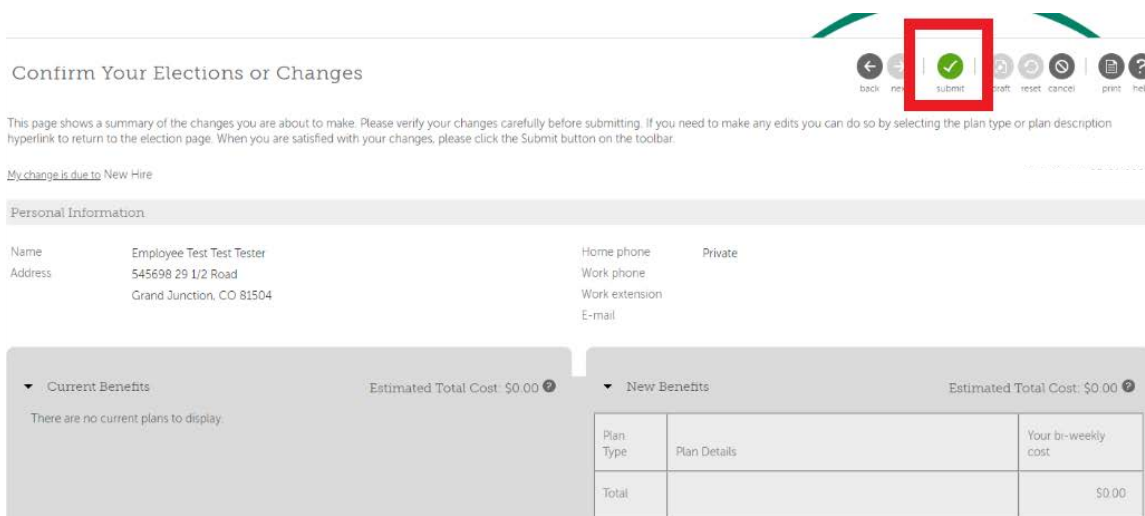 Confirm Your Elections or Changes
back submit draft reset cancel print
This page shows a summary of the changes you are about to make. Please verify your changes carefully before submitting. If you need to make any edits you can do so by selecting the plan type or plan description
hyperlink to return to the election page. When you are satisfied with your changes, please click the Submit button on the toolbar.
My change is due to New Hire
Personal Information
Name Employee Test Test Tester Home phone Private
Address 545698 29 1/2 Road Work phone
Grand Junction, CO 81504 Work extension
E-mail
Current Benefits Estimated Total Cost: $0.00 New Benefits Estimated Total Cost: $0.00
There are no current plans to display.
Plan Type Plan Details Your bi-weekly cost
Total $0.00